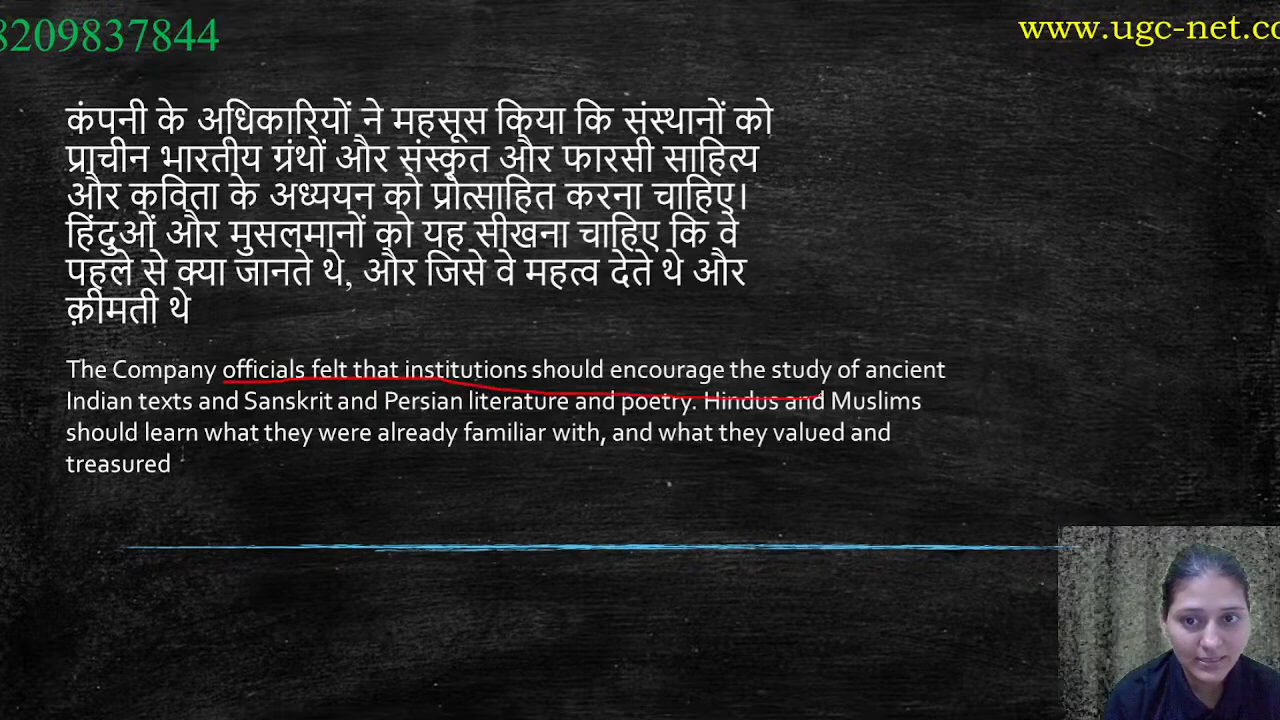 8209837844
www.ugc-net.co
कंपनी के अधिकारियों ने महसूस किया कि संस्थानों को
प्राचीन भारतीय ग्रंथों और संस्कृत और फारसी साहित्य
और कविता के अध्ययन को प्रोत्साहित करना चाहिए।
हिंदुओं और मुसलमानों को यह सीखना चाहिए कि वे
पहले से क्या जानते थे, और जिसे वे महत्व देते थे और
क़ीमती थे
The Company officials felt that institutions should encourage the study of ancient
Indian texts and Sanskrit and Persian literature and poetry. Hindus and Muslims
should learn what they were already familiar with, and what they valued and
treasured